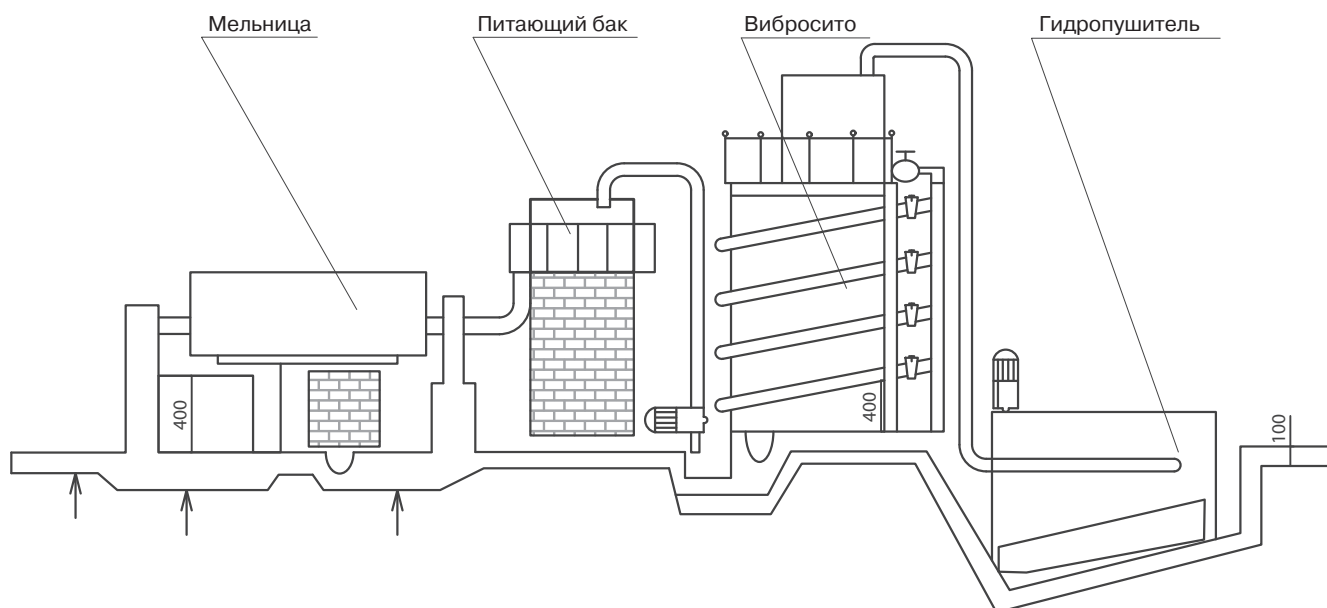 Мельница
Питающий бак
Вибросито
Гидропушитель
400
400
100